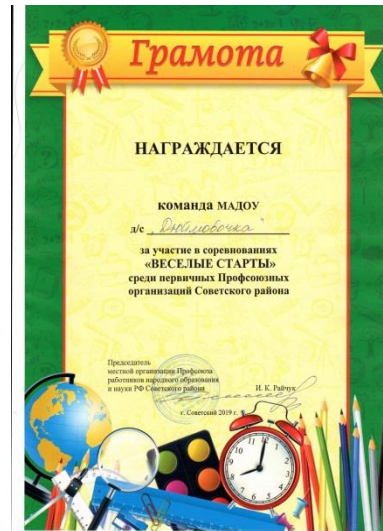 Грамота
НАГРАЖДАЕТСЯ
команда МАДОУ
д/с „Дюймовочка"
за участие в соревнованиях
«ВЕСЕЛЫЕ СТАРТЫ»
среди первичных Профсоюзных
организаций Советского района
Председатель
местной организации Профсоюза
работников народного образования
и науки РФ Советского района И. К. Райчук
г. Советский 2019 г.